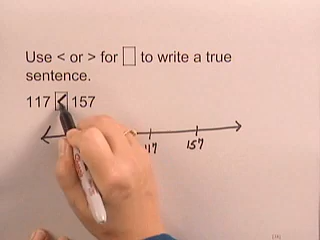 Use < or > for □ to write a true
sentence.
117 < 157
117 157